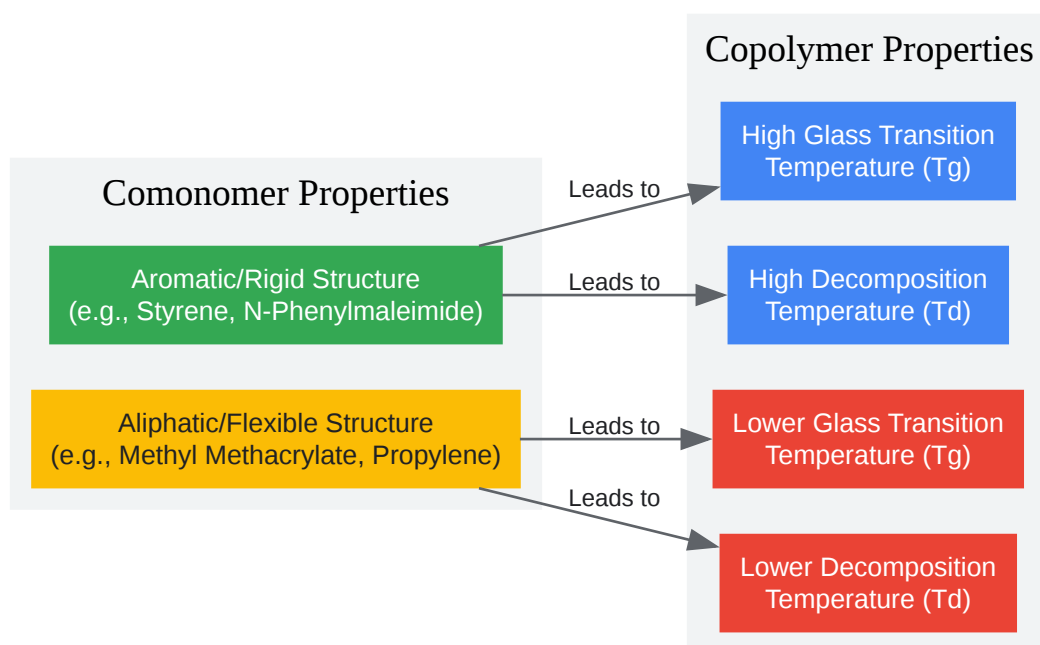 Copolymer Properties
High Glass Transition
Temperature (Tg)
Leads to
Comonomer Properties
Aromatic/Rigid Structure
(e.g., Styrene, N-Phenylmaleimide)
Leads to
High Decomposition
Temperature (Td)
Aliphatic/Flexible Structure
(e.g., Methyl Methacrylate, Propylene)
Leads to
Lower Glass Transition
Temperature (Tg)
Leads to
Lower Decomposition
Temperature (Td)